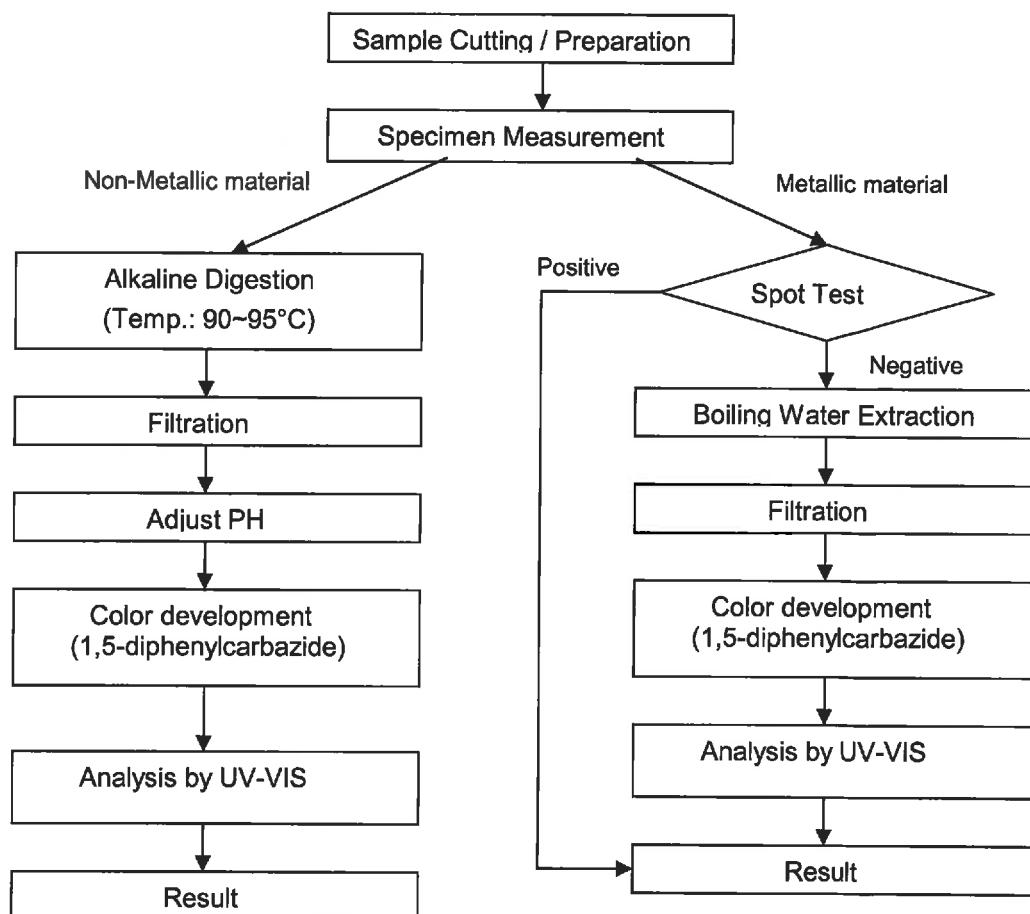 Sample Cutting / Preparation
Specimen Measurement
Non-Metallic material
Metallic material
Alkaline Digestion
(Temp.: 90~95°C)
Filtration
Adjust PH
Color development
(1,5-diphenylcarbazide)
Analysis by UV-VIS
Result
Positive
Spot Test
Negative
Boiling Water Extraction
Filtration
Color development
(1,5-diphenylcarbazide)
Analysis by UV-VIS
Result